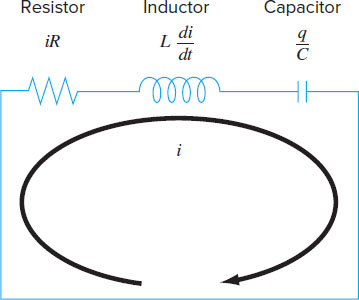 Resistor Inductor Capacitor
iR L di/dt q/C
i